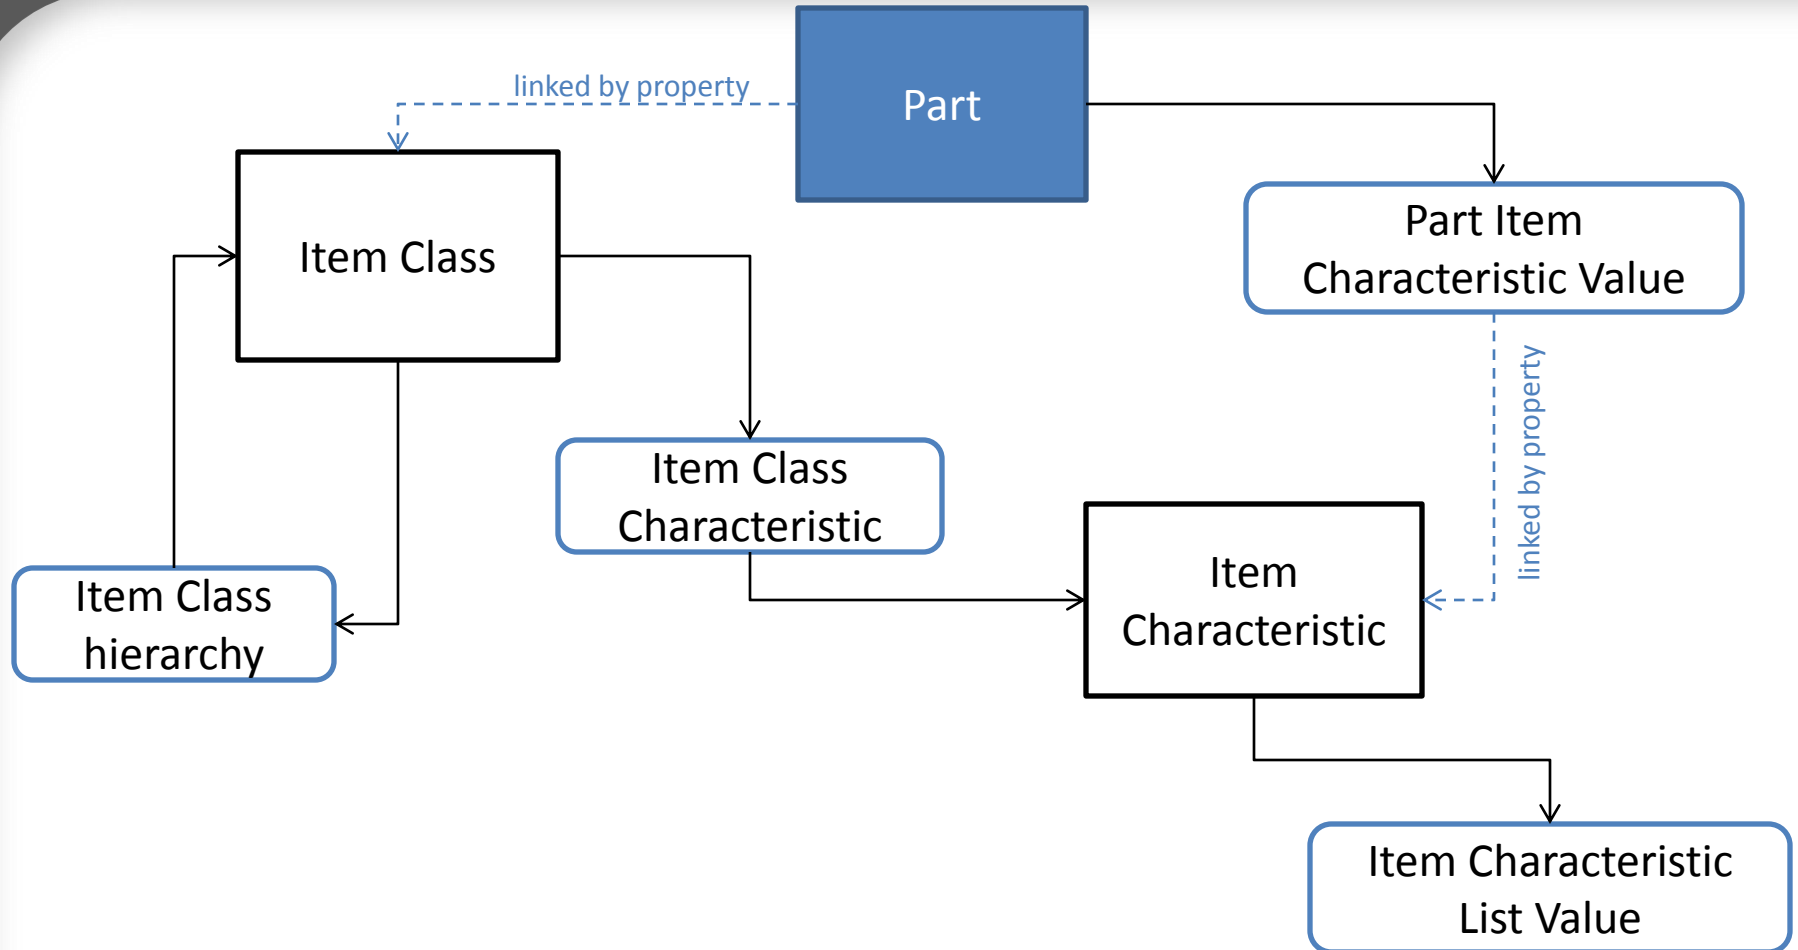 linked by property
Part
Item Class
Part Item
Characteristic Value
linked by property
Item Class
Characteristic
Item
Characteristic
Item Class
hierarchy
Item Characteristic
List Value